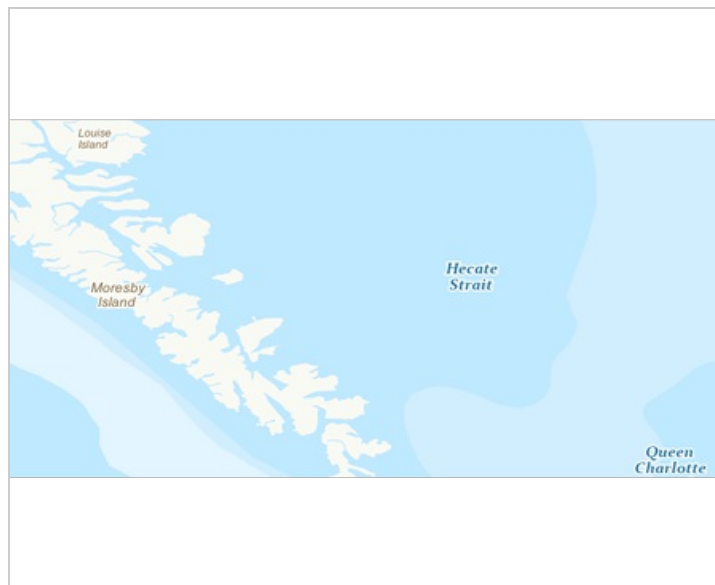 Louise
Island
Hecate
Strait
Moresby
Island
Queen
Charlotte